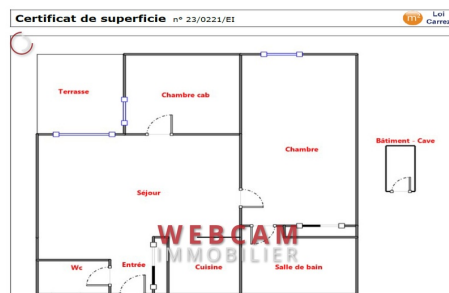 Certificat de superficie n° 23/0221/EI
m² Loi
Carrez
Terrasse
Chambre cab
Chambre
Bâtiment - Cave
Séjour
WEBCAM
IMMOBILIER
Wc
Entrée
Cuisine
Salle de bain